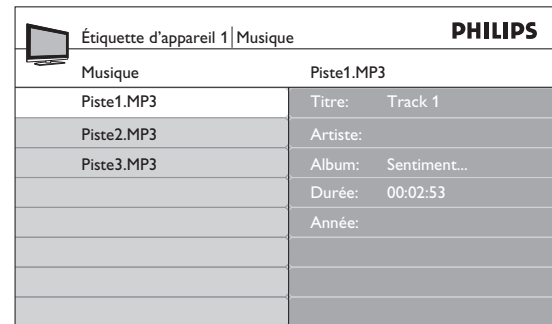 Étiquette d'appareil 1 | Musique
PHILIPS
Musique
Piste1.MP3
Piste1.MP3
Piste2.MP3
Piste3.MP3
Titre: Track 1
Artiste:
Album: Sentiment...
Durée: 00:02:53
Année: